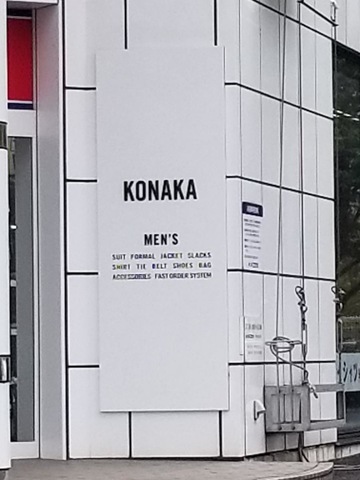 KONAKA
MEN'S
SUIT FORMAL JACKET SLACKS
SHIRT TIE BELT SHOES BAG
ACCESSORIES FAST ORDER SYSTEM